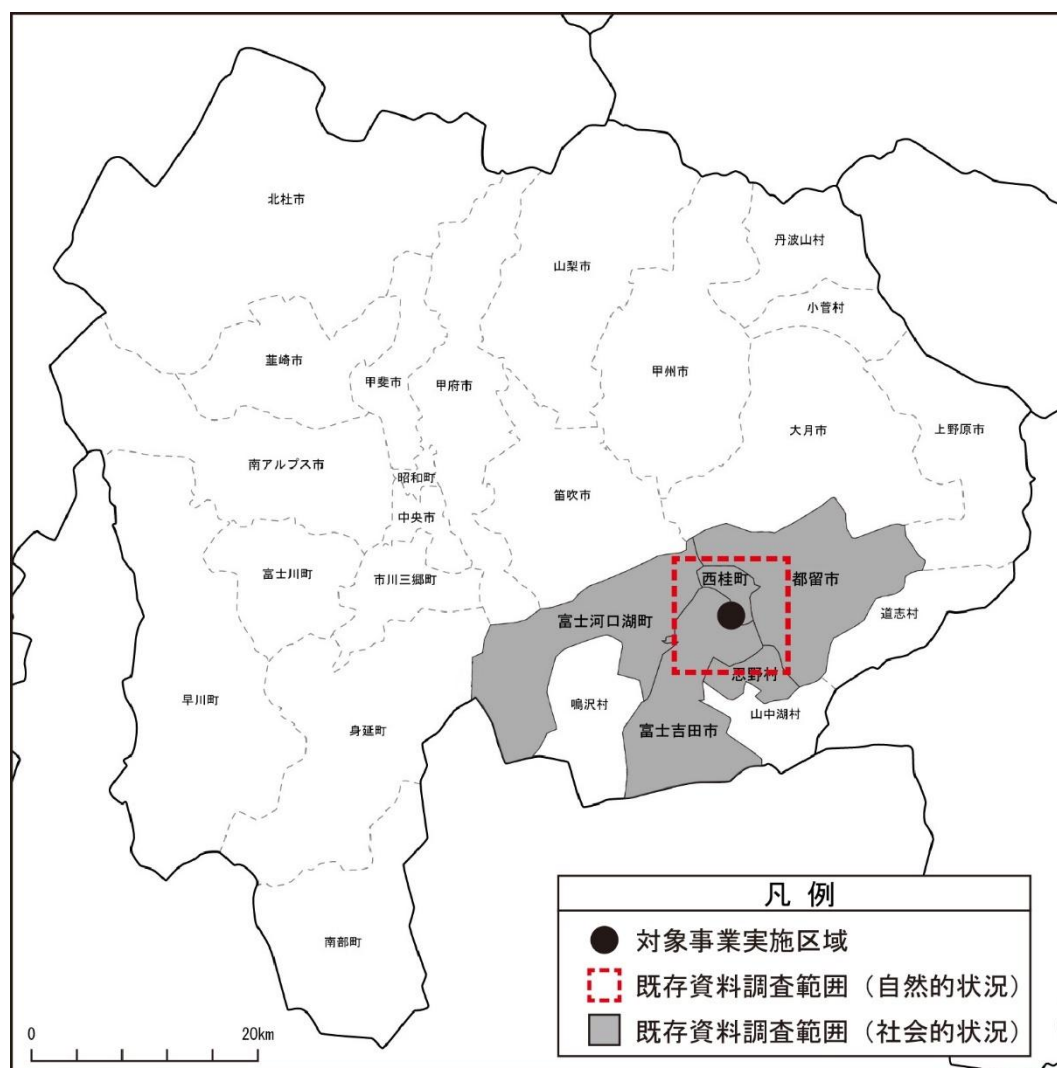 北杜市
丹波山村
山梨市
小菅村
韮崎市
甲斐市
甲府市
甲州市
大月市
上野原市
南アルプス市
昭和町
笛吹市
中央市
富士川町
市川三郷町
西桂町
都留市
富士河口湖町
道志村
忍野村
早川町
鳴沢村
山中湖村
身延町
富士吉田市
南部町
凡 例
対象事業実施区域
既存資料調査範囲（自然的状況）
既存資料調査範囲（社会的状況）
0
20km